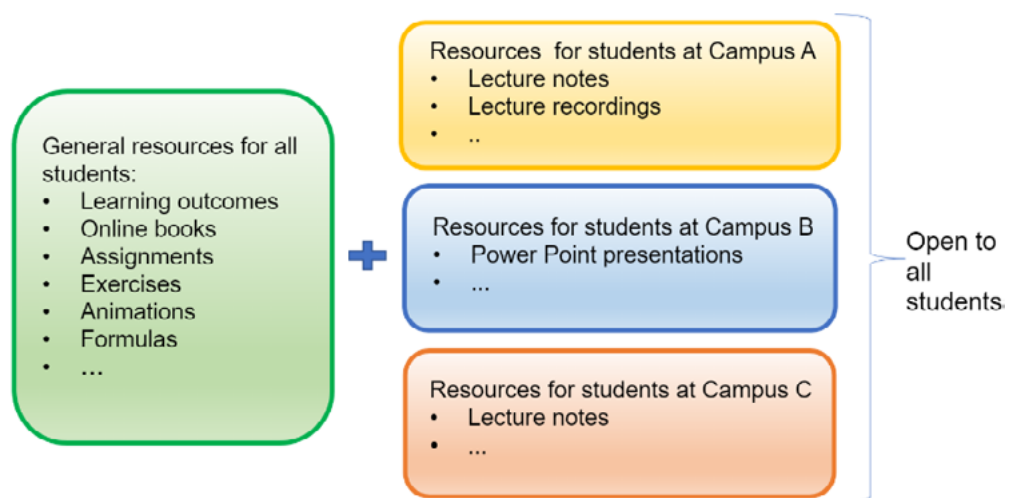 General resources for all
students:
• Learning outcomes
• Online books
• Assignments
• Exercises
• Animations
• Formulas
• ...
Resources for students at Campus A
• Lecture notes
• Lecture recordings
• ..
Resources for students at Campus B
• Power Point presentations
• ...
Resources for students at Campus C
• Lecture notes
• ...
Open to
all
students